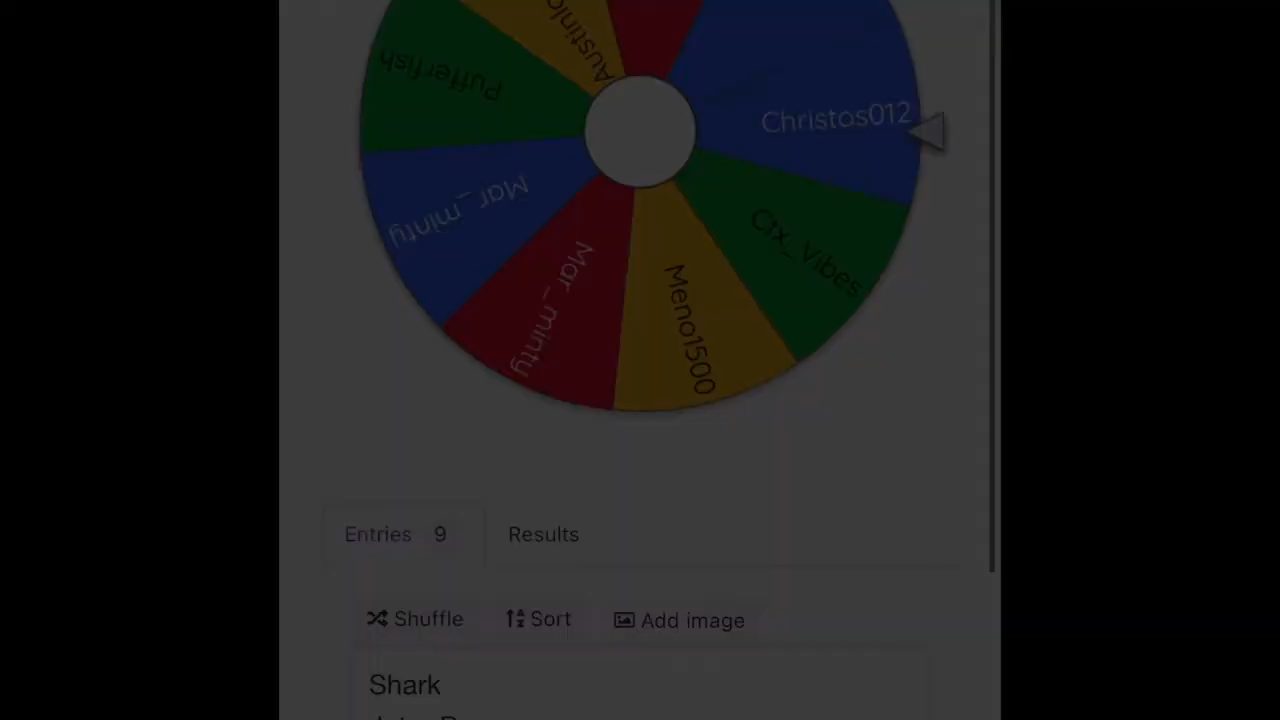 Pufferfish
Christos012
Mar_minty
Ctx_Vibes
Mar_minty
Meno1500
Entries 9
Results
Shuffle
Sort
Add image
Shark